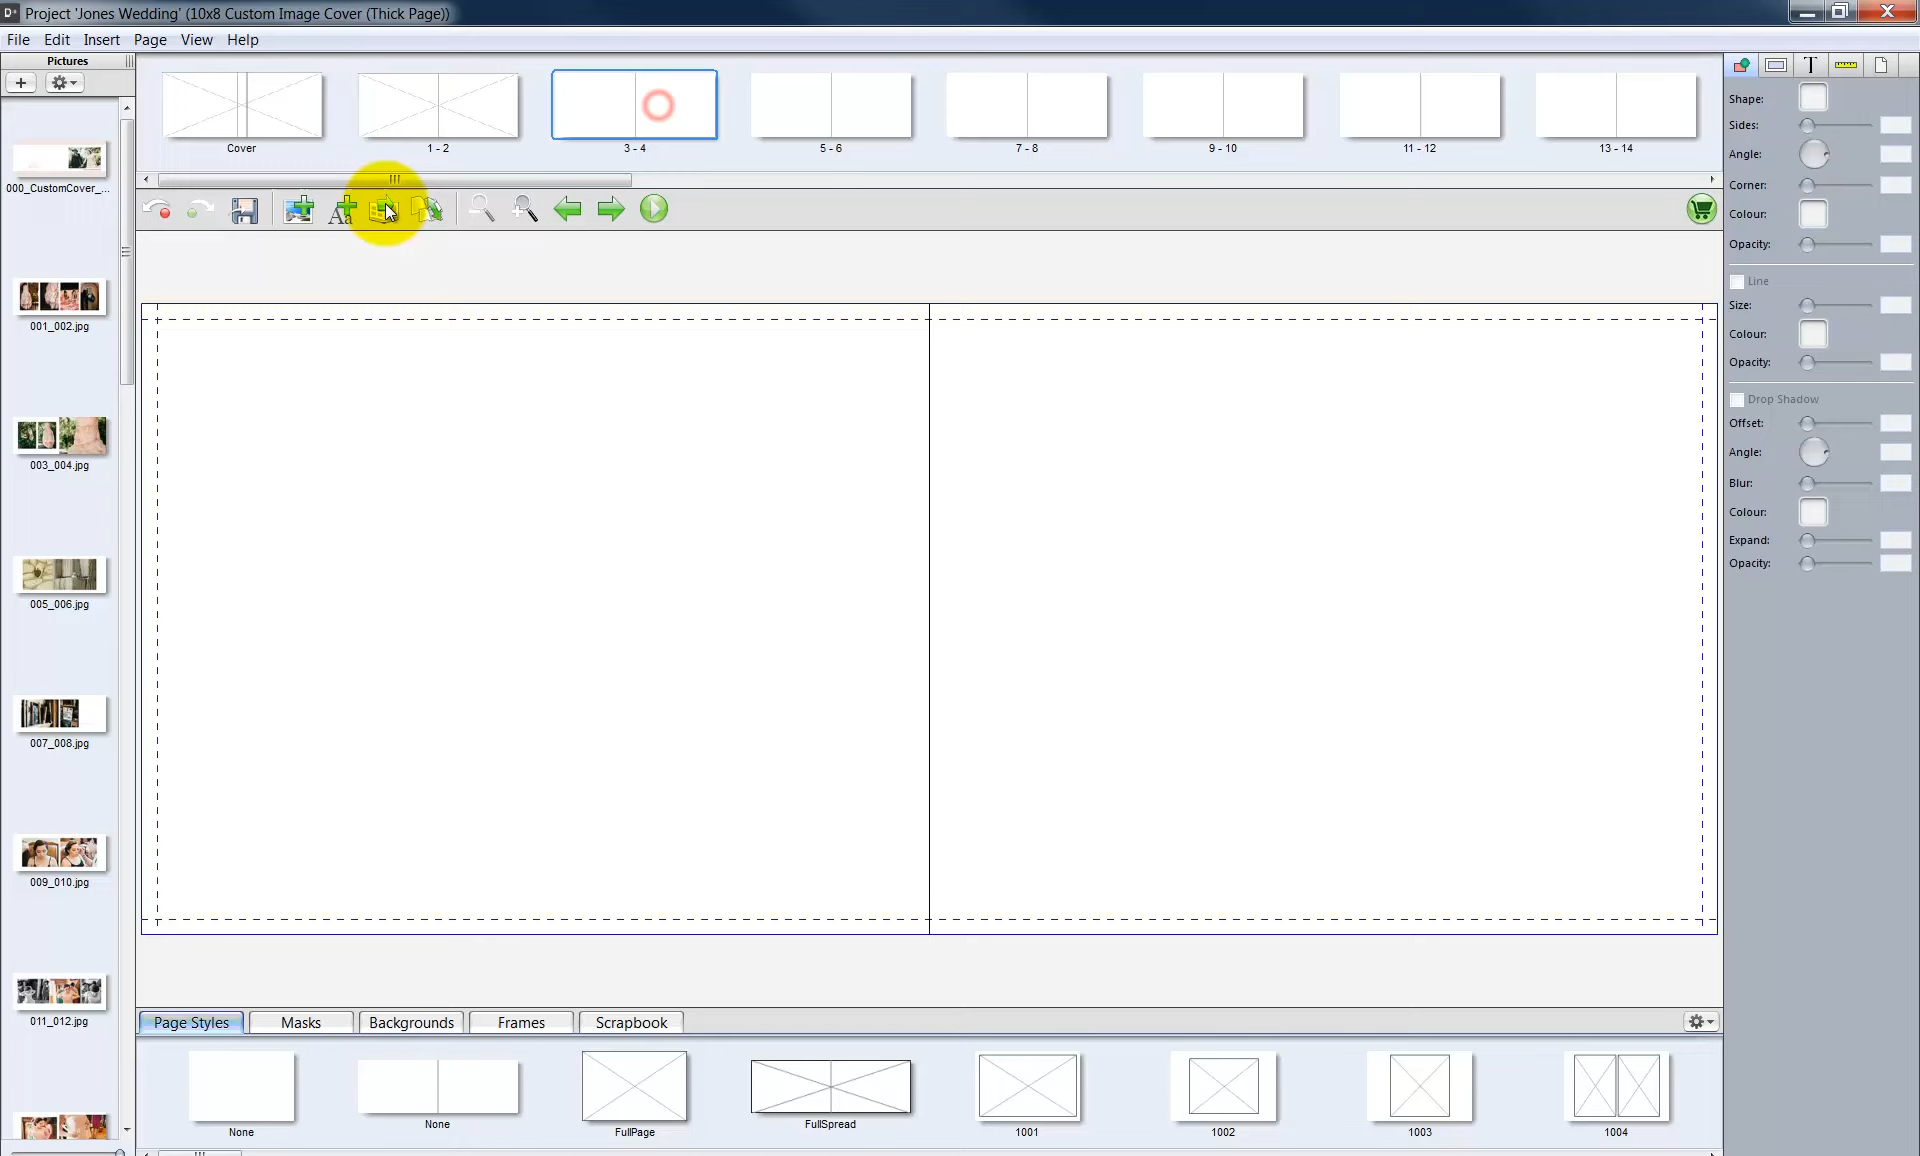 Project 'Jones Wedding' (10x8 Custom Image Cover (Thick Page))
File Edit Insert Page View Help
Pictures
Cover
1 - 2
3 - 4
5 - 6
7 - 8
9 - 10
11 - 12
13 - 14
000_CustomCover_...
001_002.jpg
003_004.jpg
005_006.jpg
007_008.jpg
009_010.jpg
011_012.jpg
Aa
T
Shape:
Sides:
Angle:
Corner:
Colour:
Opacity:
Line
Size:
Colour:
Opacity:
Drop Shadow
Offset:
Angle:
Blur:
Colour:
Expand:
Opacity:
Page Styles Masks Backgrounds Frames Scrapbook
None
None
FullPage
FullSpread
1001
1002
1003
1004